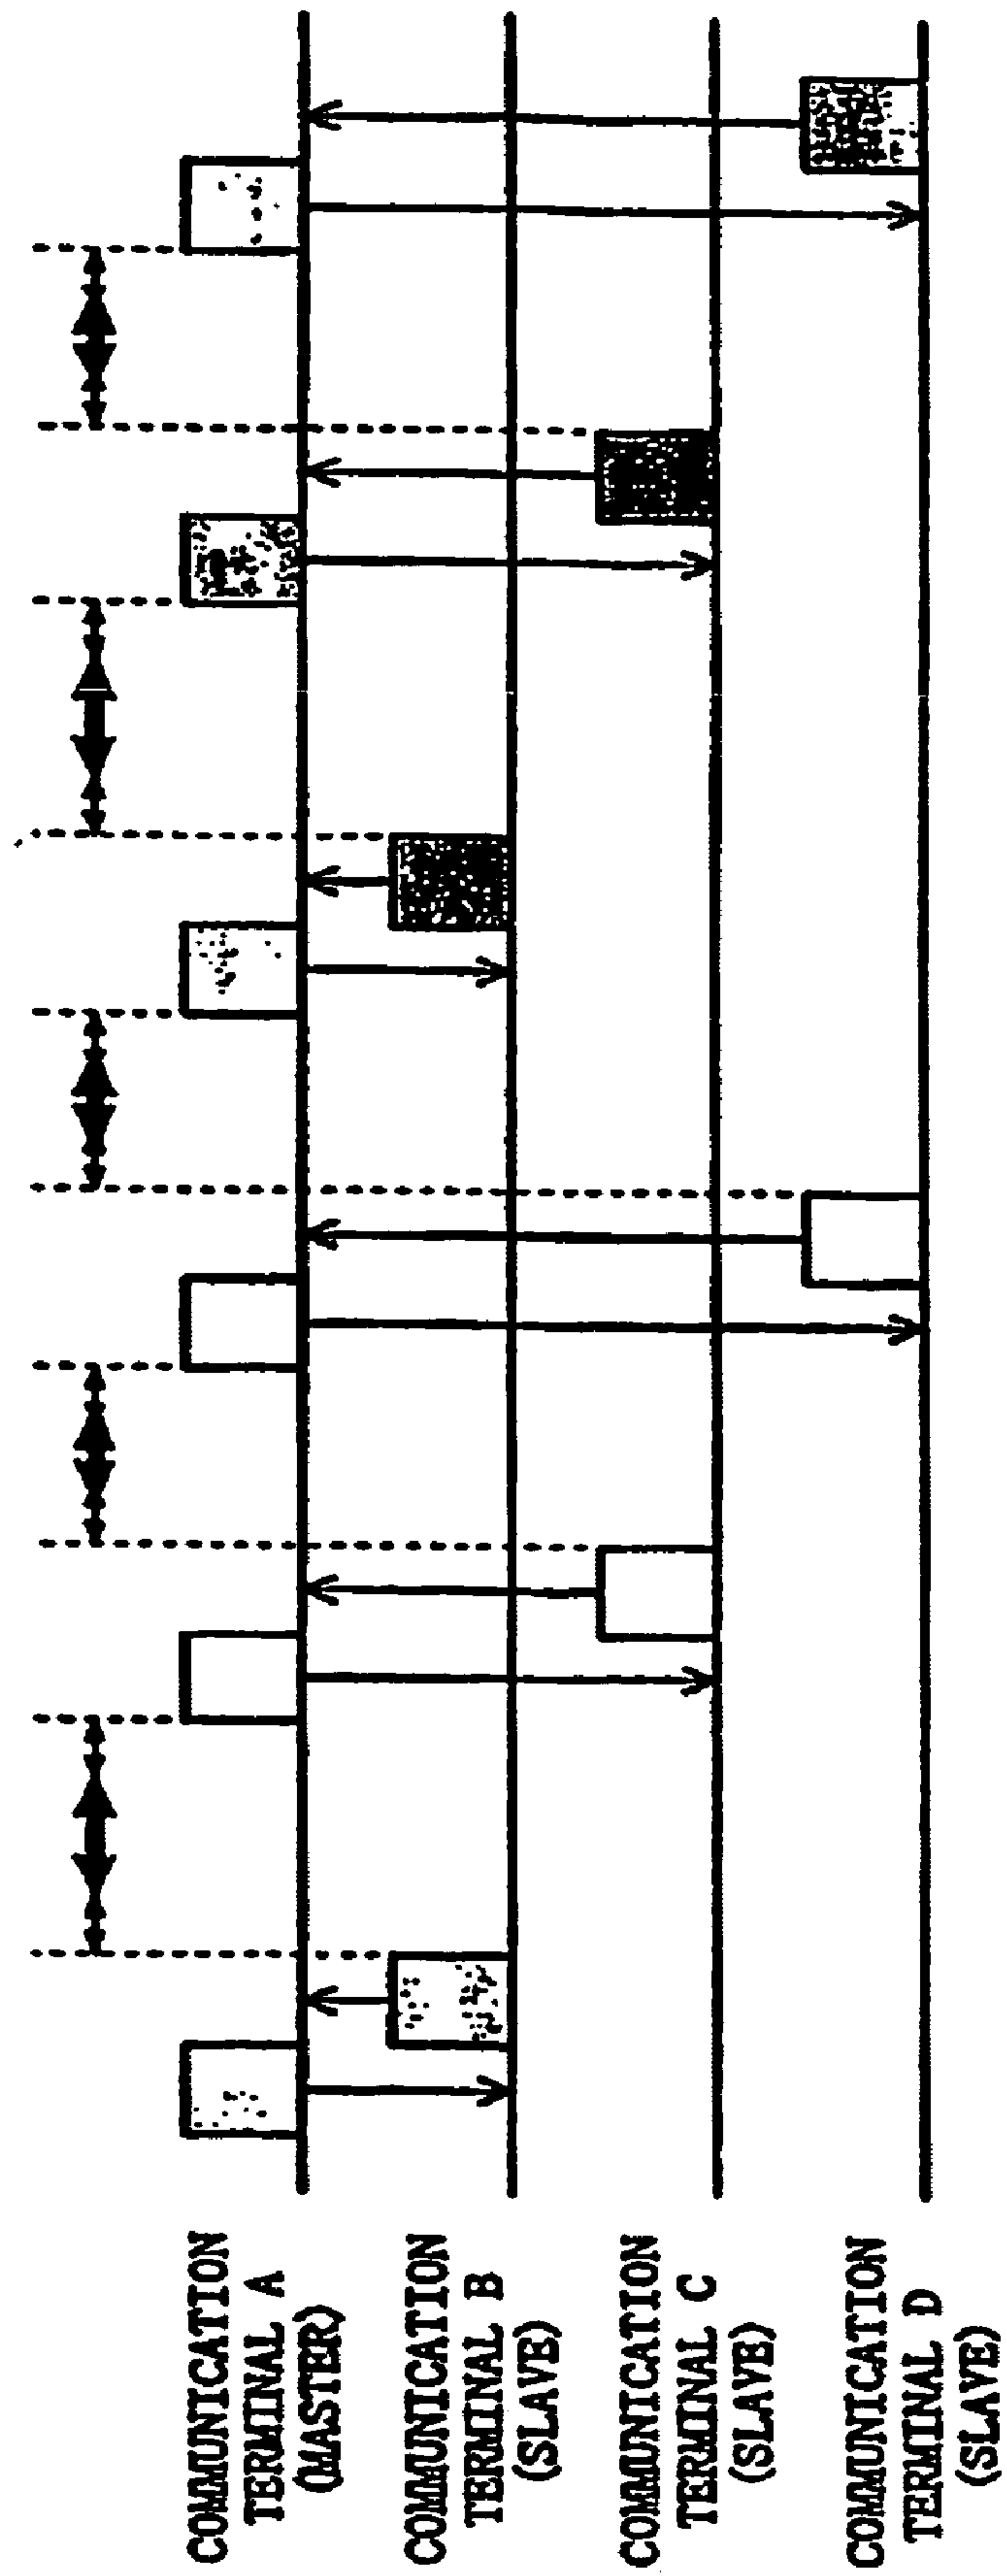 COMMUNICATION
TERMINAL A
(MASTER)
COMMUNICATION
TERMINAL B
(SLAVE)
COMMUNICATION
TERMINAL C
(SLAVE)
COMMUNICATION
TERMINAL D
(SLAVE)